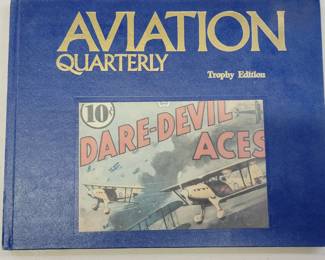 AVIATION
QUARTERLY
Trophy Edition
10¢
DARE-DEVIL
ACES